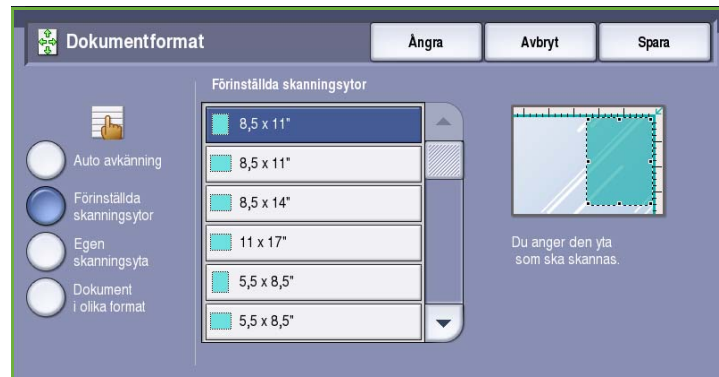 Dokumentformat
Ångra
Avbryt
Spara
Förinställda skanningsytor
Auto avkänning
Förinställda
skanningsytor
Egen
skanningsyta
Dokument
i olika format
8,5 x 11"
8,5 x 11"
8,5 x 14"
11 x 17"
5,5 x 8,5"
5,5 x 8,5"
Du anger den yta
som ska skannas.